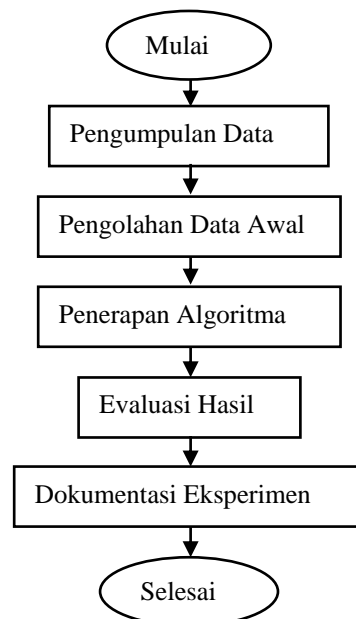 Mulai
Pengumpulan Data
Pengolahan Data Awal
Penerapan Algoritma
Evaluasi Hasil
Dokumentasi Eksperimen
Selesai